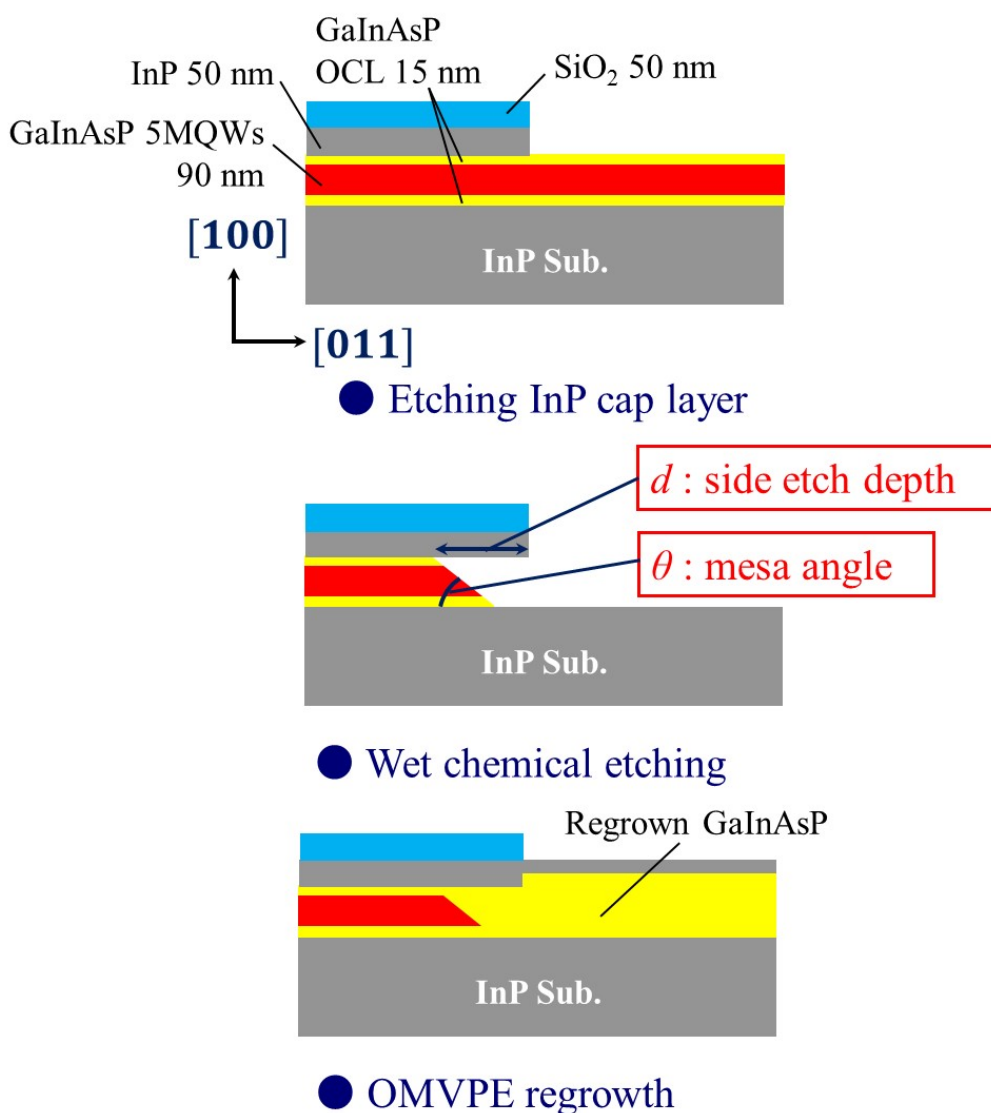 GaInAsP
OCL 15 nm
InP 50 nm
SiO₂ 50 nm
GaInAsP 5MQWs
90 nm
[100]
InP Sub.
[011]
● Etching InP cap layer
d : side etch depth
θ : mesa angle
InP Sub.
● Wet chemical etching
Regrown GaInAsP
InP Sub.
● OMVPE regrowth